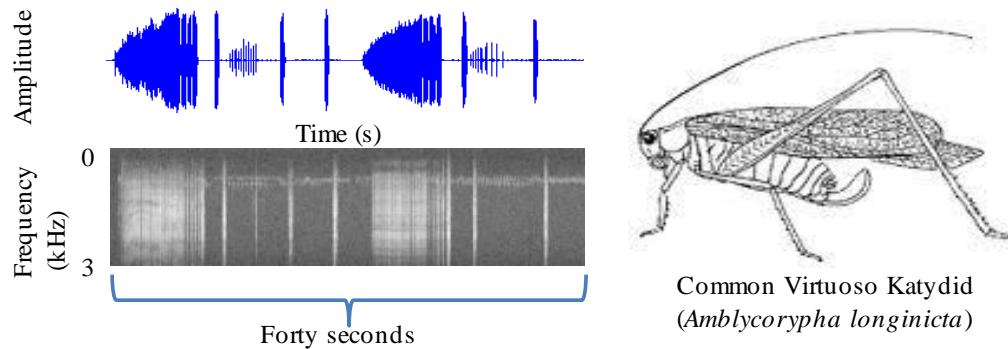 Amplitude
Time (s)
Frequency
(kHz)
0
3
Forty seconds
Common Virtuoso Katydid
(Amblycorypha longinicta)